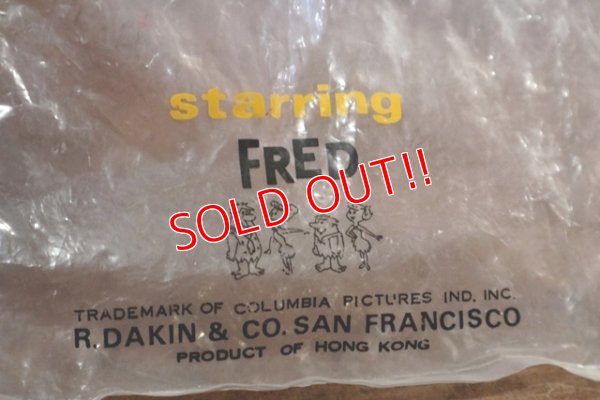 starring
FRED
SOLD OUT!!
TRADEMARK OF COLUMBIA PICTURES IND. INC.
R. DAKIN & CO. SAN FRANCISCO
PRODUCT OF HONG KONG